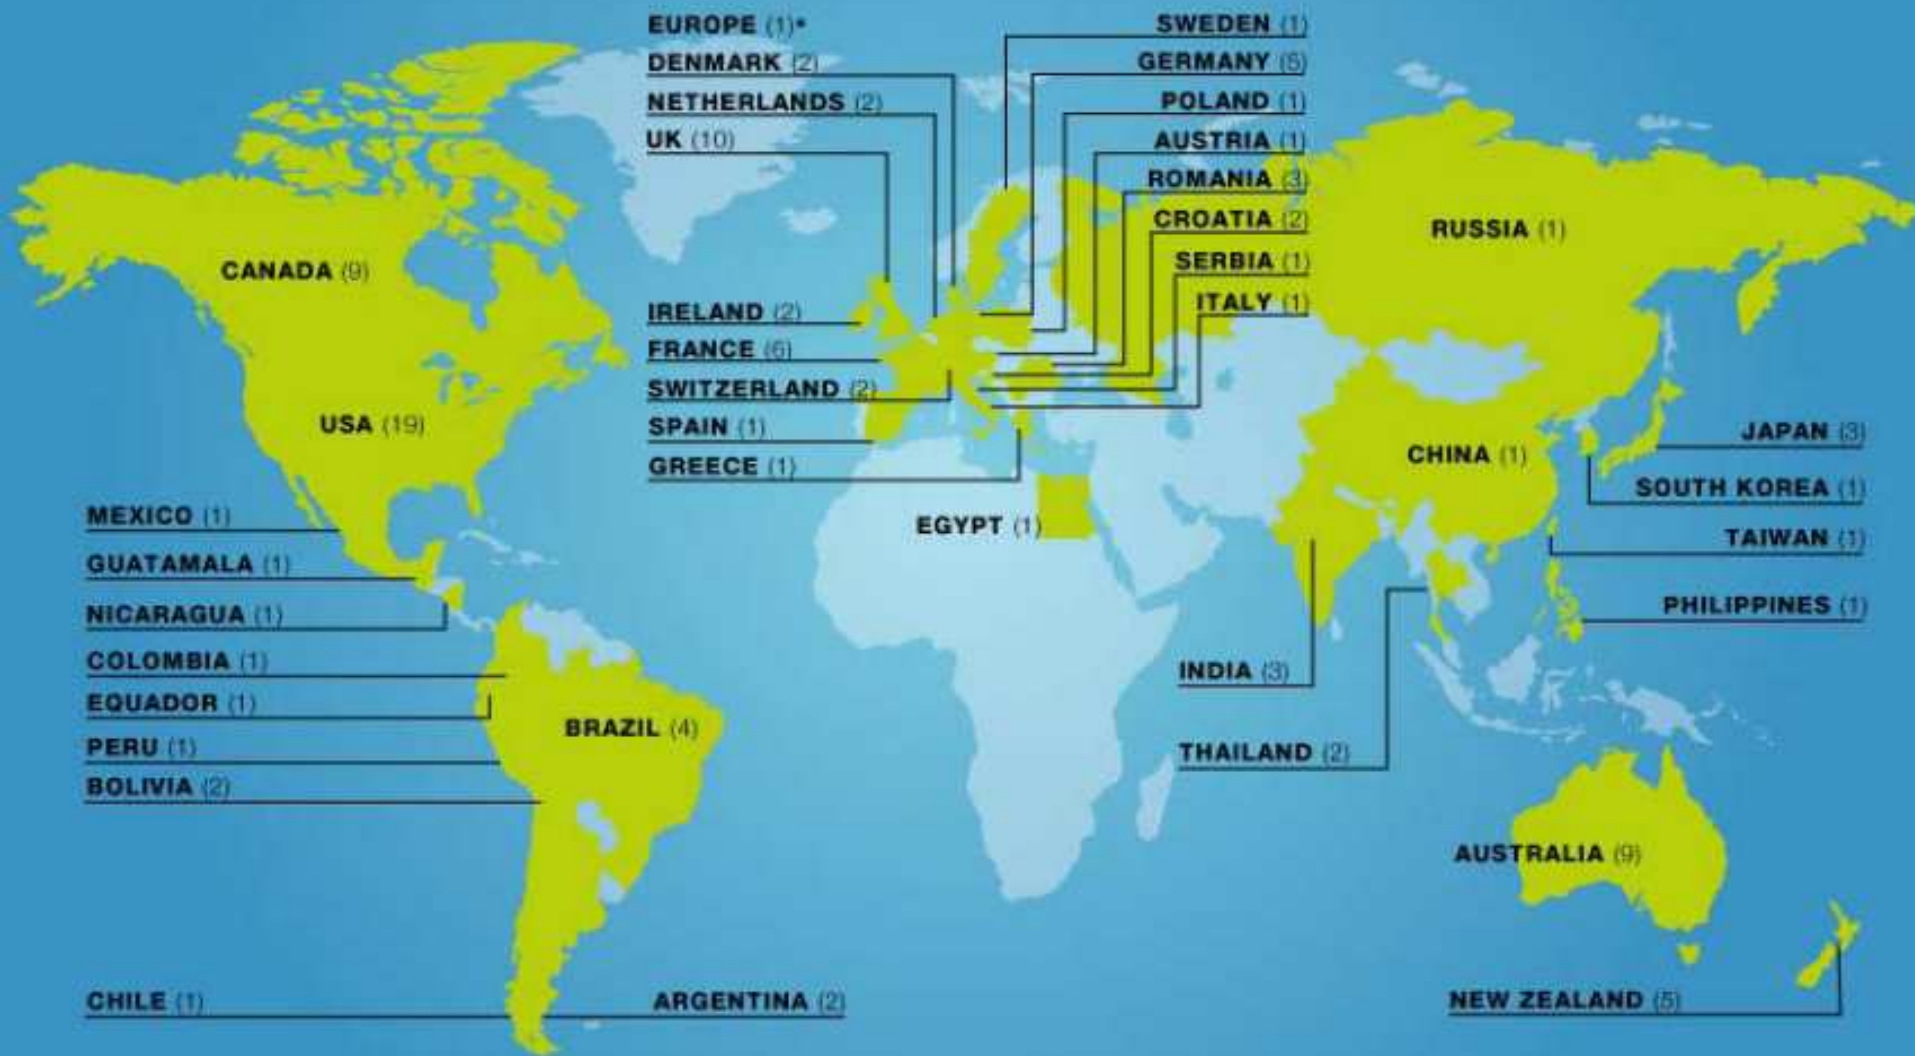 EUROPE (1)*
DENMARK (2)
NETHERLANDS (2)
UK (10)
SWEDEN (1)
GERMANY (5)
POLAND (1)
AUSTRIA (1)
ROMANIA (3)
CROATIA (2)
SERBIA (1)
ITALY (1)
RUSSIA (1)
CANADA (9)
IRELAND (2)
FRANCE (6)
SWITZERLAND (2)
SPAIN (1)
GREECE (1)
USA (19)
EGYPT (1)
CHINA (1)
JAPAN (3)
SOUTH KOREA (1)
TAIWAN (1)
PHILIPPINES (1)
MEXICO (1)
GUATAMALA (1)
NICARAGUA (1)
COLOMBIA (1)
EQUADOR (1)
PERU (1)
BOLIVIA (2)
BRAZIL (4)
INDIA (3)
THAILAND (2)
AUSTRALIA (9)
CHILE (1)
ARGENTINA (2)
NEW ZEALAND (5)